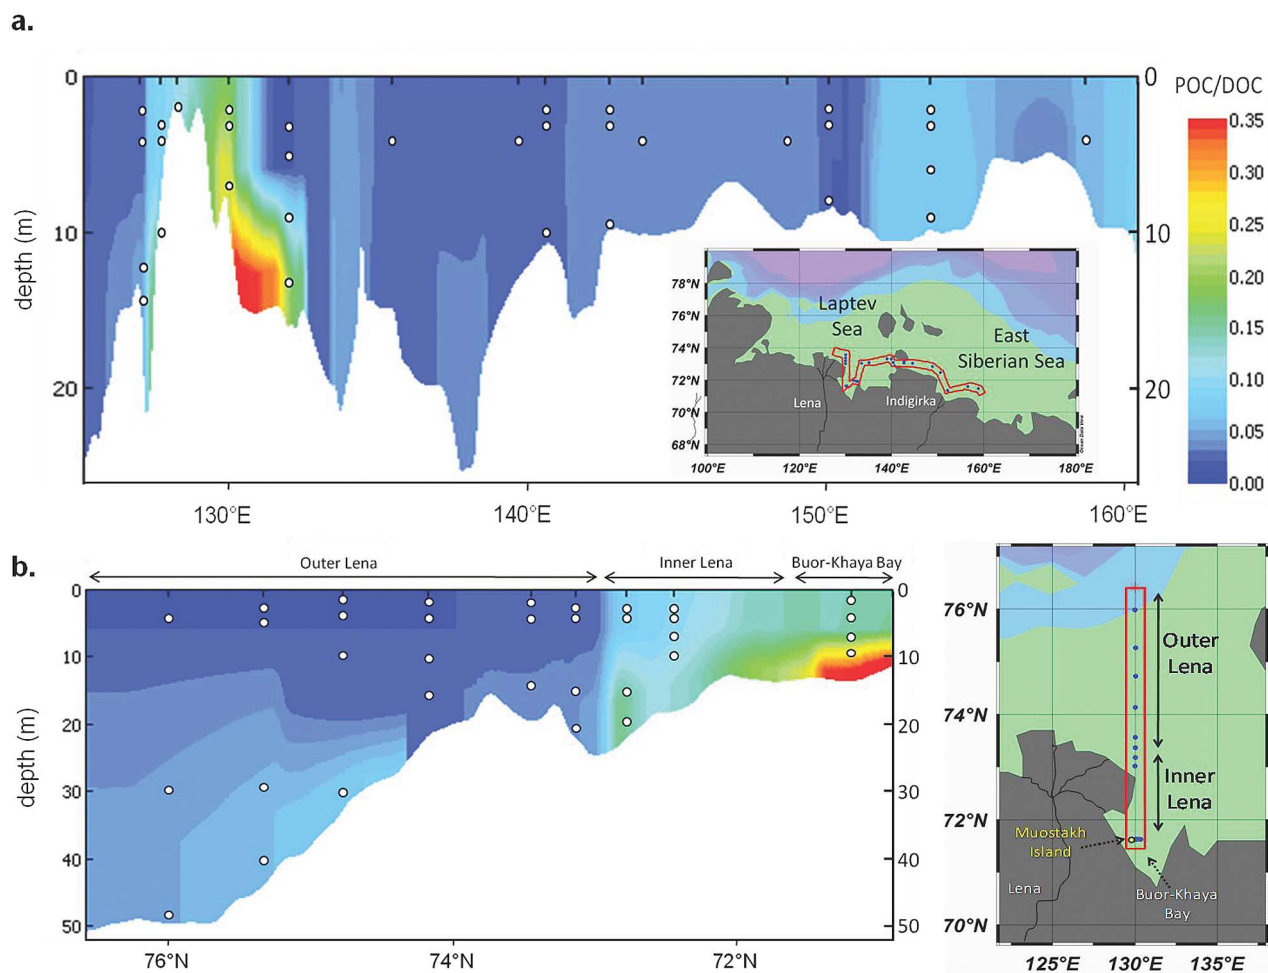 a.
0
0
POC/DOC
0.35
0.30
0.25
0.20
0.15
0.10
0.05
0.00
depth (m)
10
10
20
20
78°N
76°N
74°N
72°N
70°N
68°N
Laptev
Sea
East
Siberian Sea
Lena
Indigirka
100°E
120°E
140°E
160°E
180°E
130°E
140°E
150°E
160°E
b.
Outer Lena
Inner Lena
Buor-Khaya Bay
0
0
10
10
20
20
depth (m)
30
30
40
40
50
50
76°N
74°N
72°N
76°N
74°N
72°N
70°N
Outer
Lena
Inner
Lena
Muostakh
Island
Lena
Buor-Khaya
Bay
125°E
130°E
135°E